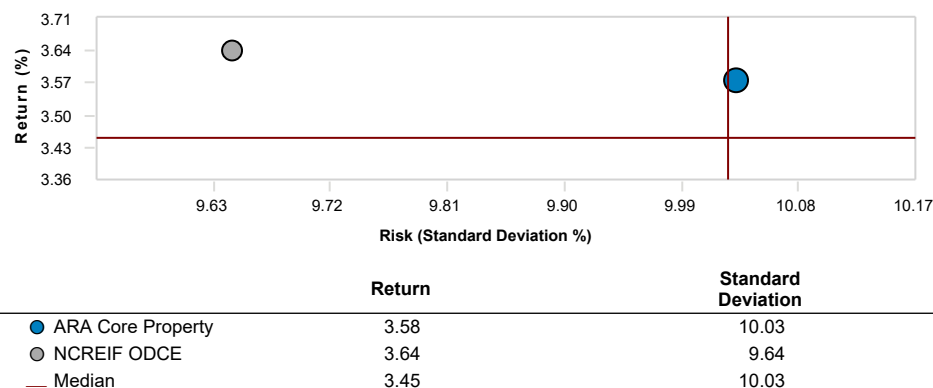 3.71
3.64
3.57
3.50
3.43
3.36
Return (%)
9.63 9.72 9.81 9.90 9.99 10.08 10.17
Risk (Standard Deviation %)
Return Standard Deviation
ARA Core Property 3.58 10.03
NCREIF ODCE 3.64 9.64
Median 3.45 10.03